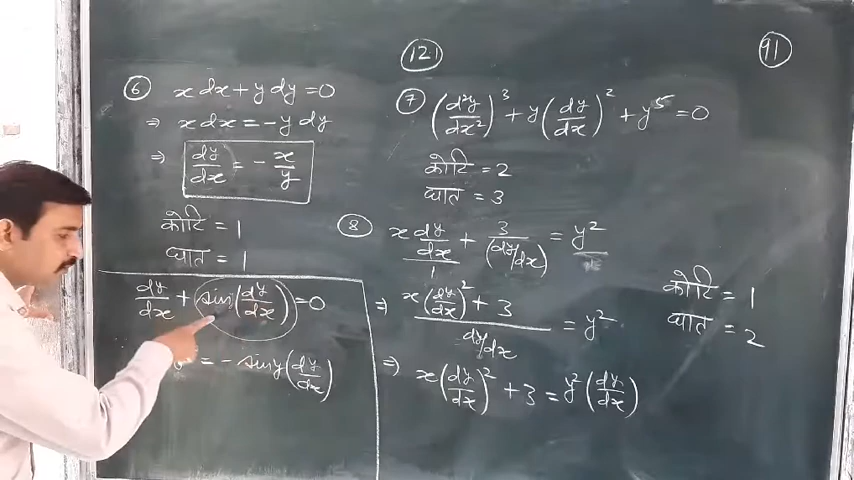 121
91
⑥ x dx + y dy = 0
⇒ x dx = -y dy
⇒ dy/dx = - x/y
कोटि = 1
घात = 1
dy/dx + sin(dy/dx) = 0
= - sin y (dy/dx)
⑦ (d²y/dx²)³ + y(dy/dx)² + y⁵ = 0
कोटि = 2
घात = 3
⑧ x dy/dx / 1 + 3/(dy/dx) = y²
⇒ (x(dy/dx)² + 3)/(dy/dx) = y²
⇒ x(dy/dx)² + 3 = y²(dy/dx)
कोटि = 1
घात = 2